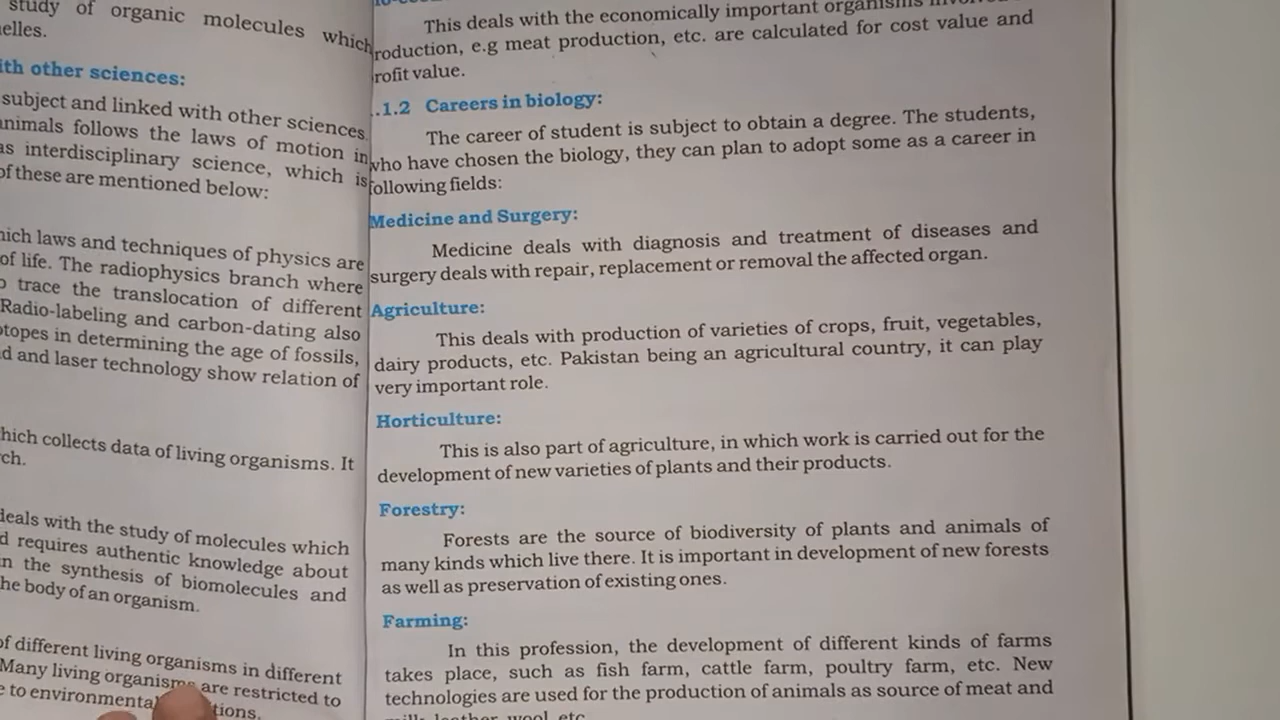 study of organic molecules which
elles.
ith other sciences:
subject and linked with other sciences.
nimals follows the laws of motion in
as interdisciplinary science, which is
of these are mentioned below:
hich laws and techniques of physics are
of life. The radiophysics branch where
o trace the translocation of different
Radio-labeling and carbon-dating also
otopes in determining the age of fossils,
d and laser technology show relation of
hich collects data of living organisms. It
ch.
deals with the study of molecules which
d requires authentic knowledge about
n the synthesis of biomolecules and
he body of an organism.
of different living organisms in different
Many living organisms are restricted to
e to environmental tions.
This deals with the economically important organisms
roduction, e.g meat production, etc. are calculated for cost value and
rofit value.
.1.2 Careers in biology:
The career of student is subject to obtain a degree. The students,
who have chosen the biology, they can plan to adopt some as a career in
following fields:
Medicine and Surgery:
Medicine deals with diagnosis and treatment of diseases and
surgery deals with repair, replacement or removal the affected organ.
Agriculture:
This deals with production of varieties of crops, fruit, vegetables,
dairy products, etc. Pakistan being an agricultural country, it can play
very important role.
Horticulture:
This is also part of agriculture, in which work is carried out for the
development of new varieties of plants and their products.
Forestry:
Forests are the source of biodiversity of plants and animals of
many kinds which live there. It is important in development of new forests
as well as preservation of existing ones.
Farming:
In this profession, the development of different kinds of farms
takes place, such as fish farm, cattle farm, poultry farm, etc. New
technologies are used for the production of animals as source of meat and
wool, etc